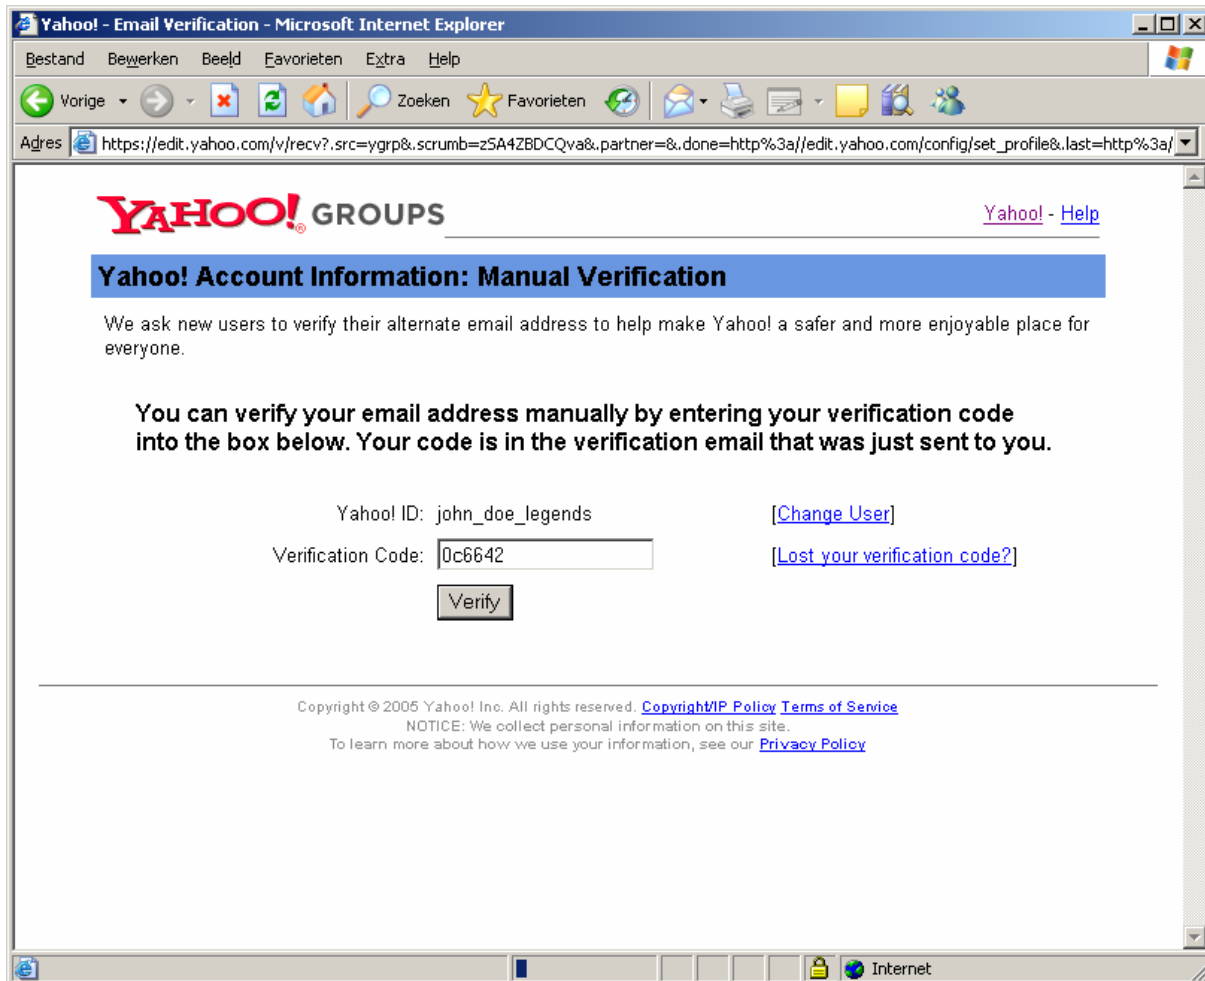 Yahoo! - Email Verification - Microsoft Internet Explorer
Bestand Bewerken Beeld Favorieten Extra Help
Vorige Zoeken Favorieten
Adres https://edit.yahoo.com/v/recv?.src=ygrp&.scrumb=zSA4ZBDCQva&.partner=&.done=http%3a//edit.yahoo.com/config/set_profile&.last=http%3a/
YAHOO!® GROUPS
Yahoo! - Help
Yahoo! Account Information: Manual Verification
We ask new users to verify their alternate email address to help make Yahoo! a safer and more enjoyable place for
everyone.
You can verify your email address manually by entering your verification code
into the box below. Your code is in the verification email that was just sent to you.
Yahoo! ID: john_doe_legends [Change User]
Verification Code: 0c6642 [Lost your verification code?]
Verify
Copyright © 2005 Yahoo! Inc. All rights reserved. Copyright/IP Policy Terms of Service
NOTICE: We collect personal information on this site.
To learn more about how we use your information, see our Privacy Policy
Internet